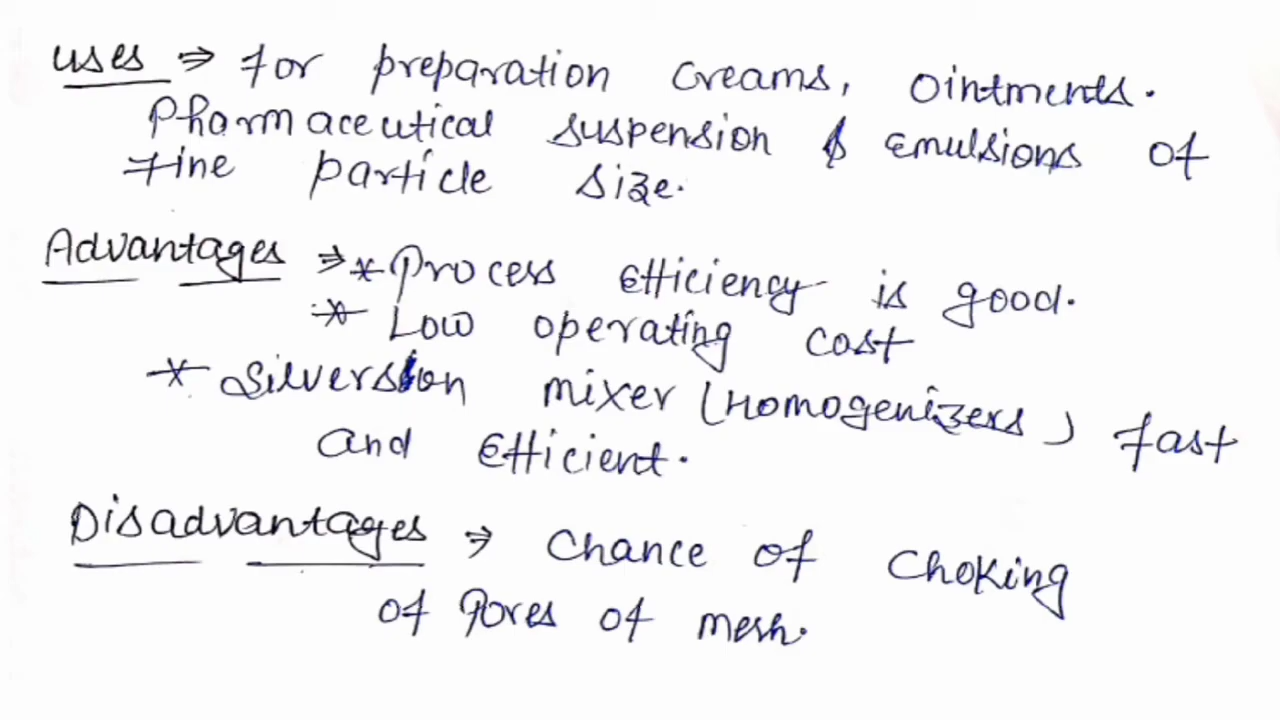 Uses ⇒ For preparation Creams, Ointments.
Pharmaceutical suspension & Emulsions of
Fine particle size.
Advantages ⇒ * Process Efficiency is good.
* Low operating cost
* Silversion mixer (Homogenizers) fast
and Efficient.
Disadvantages ⇒ Chance of Choking
of Pores of mesh.